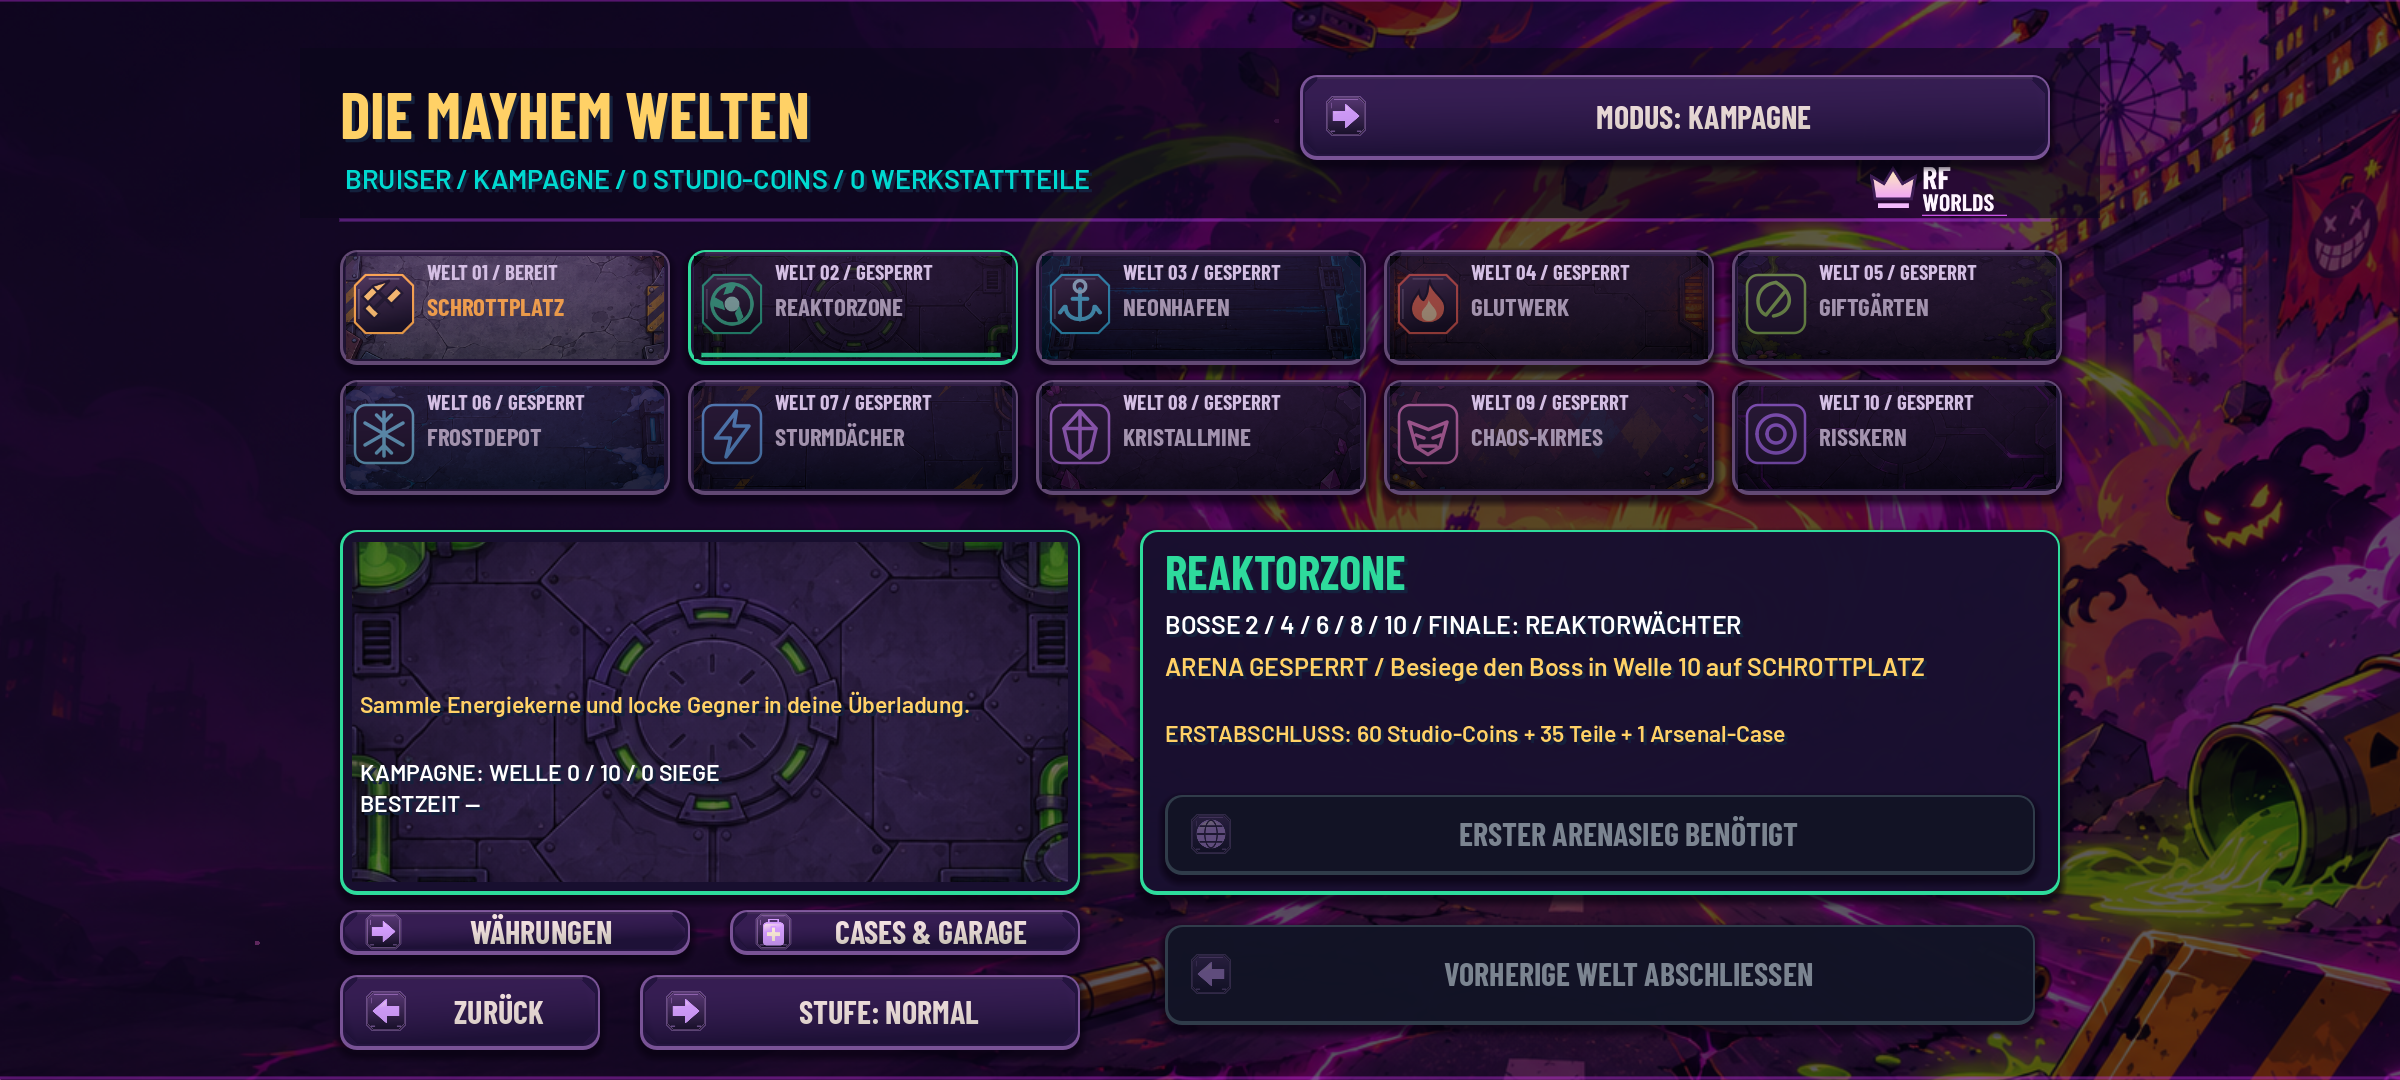 DIE MAYHEM WELTEN
MODUS: KAMPAGNE
BRUISER / KAMPAGNE / 0 STUDIO-COINS / 0 WERKSTATTTEILE
RF
WORLDS
WELT 01 / BEREIT
SCHROTTPLATZ
WELT 02 / GESPERRT
REAKTORZONE
WELT 03 / GESPERRT
NEONHAFEN
WELT 04 / GESPERRT
GLUTWERK
WELT 05 / GESPERRT
GIFTGÄRTEN
WELT 06 / GESPERRT
FROSTDEPOT
WELT 07 / GESPERRT
STURMDÄCHER
WELT 08 / GESPERRT
KRISTALLMINE
WELT 09 / GESPERRT
CHAOS-KIRMES
WELT 10 / GESPERRT
RISSKERN
Sammle Energiekerne und locke Gegner in deine Überladung.
KAMPAGNE: WELLE 0 / 10 / 0 SIEGE
BESTZEIT —
REAKTORZONE
BOSSE 2 / 4 / 6 / 8 / 10 / FINALE: REAKTORWÄCHTER
ARENA GESPERRT / Besiege den Boss in Welle 10 auf SCHROTTPLATZ
ERSTABSCHLUSS: 60 Studio-Coins + 35 Teile + 1 Arsenal-Case
ERSTER ARENASIEG BENÖTIGT
WÄHRUNGEN
CASES & GARAGE
ZURÜCK
STUFE: NORMAL
VORHERIGE WELT ABSCHLIESSEN